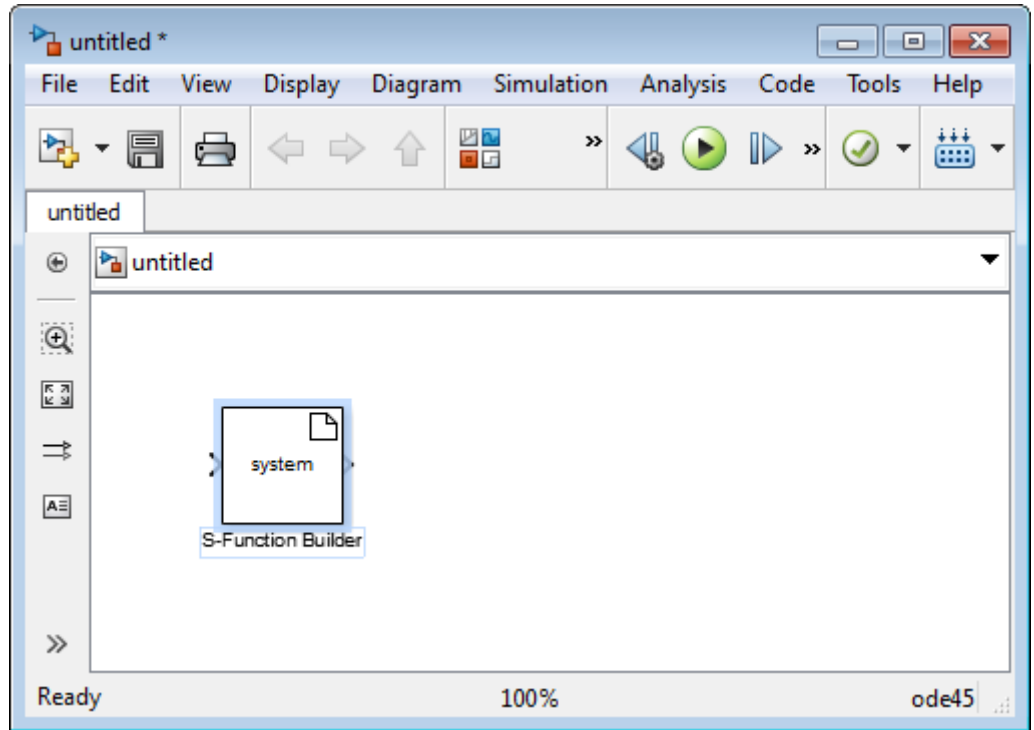 untitled *
File Edit View Display Diagram Simulation Analysis Code Tools Help
untitled
untitled
system
S-Function Builder
Ready 100% ode45